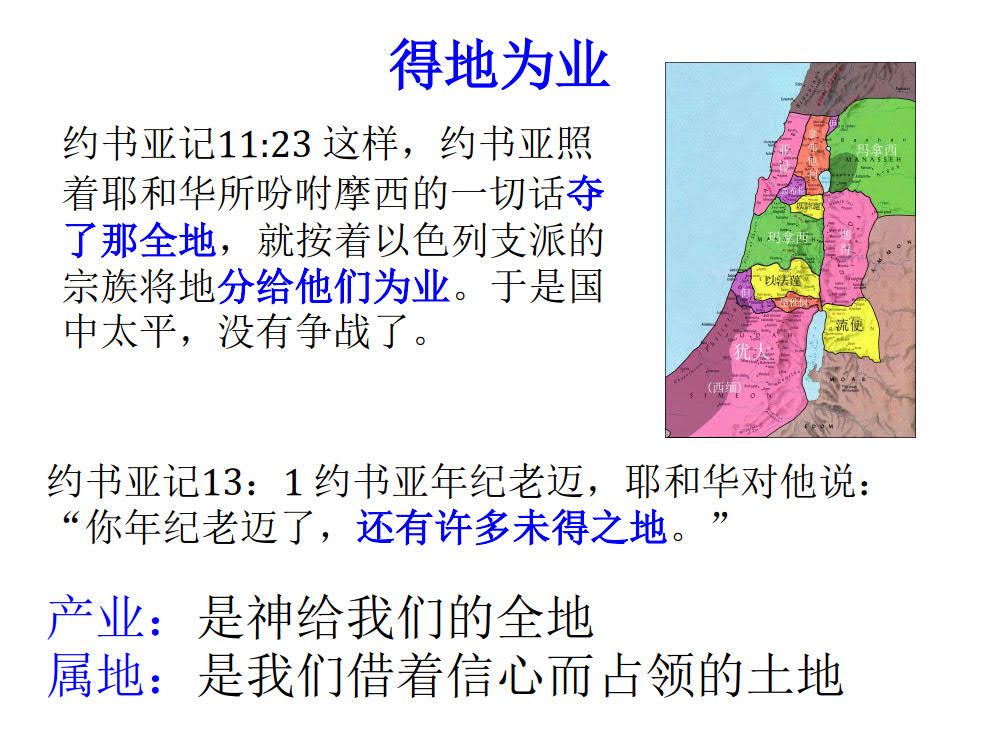 得地为业
约书亚记11:23 这样，约书亚照
着耶和华所吩咐摩西的一切话夺
了那全地，就按着以色列支派的
宗族将地分给他们为业。于是国
中太平，没有争战了。
玛拿西
MANASSEH
玛拿西
以法莲
流便
犹大
（西缅）
SIMEON
AMMON
MOAB
EDOM
约书亚记13：1 约书亚年纪老迈，耶和华对他说：
“你年纪老迈了，还有许多未得之地。”
产业：是神给我们的全地
属地：是我们借着信心而占领的土地